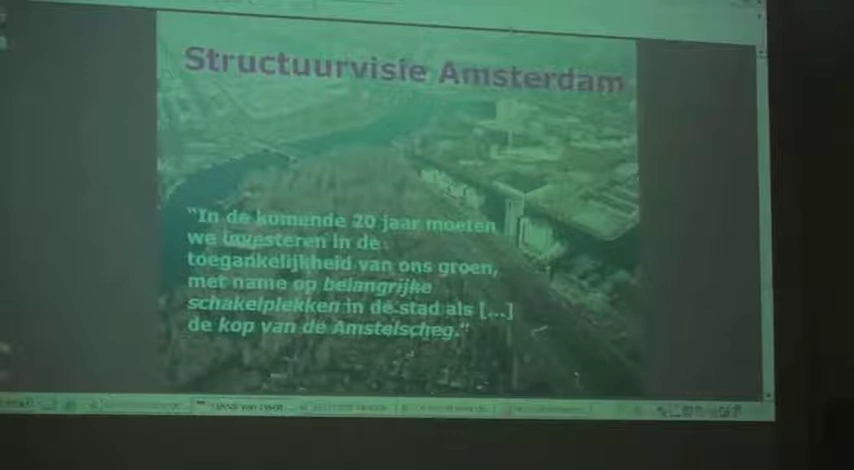 Structuurvisie Amsterdam
"In de komende 20 jaar moeten
we investeren in de
toegankelijkheid van ons groen,
met name op belangrijke
schakelplekken in de stad als [...]
de kop van de Amstelscheg."